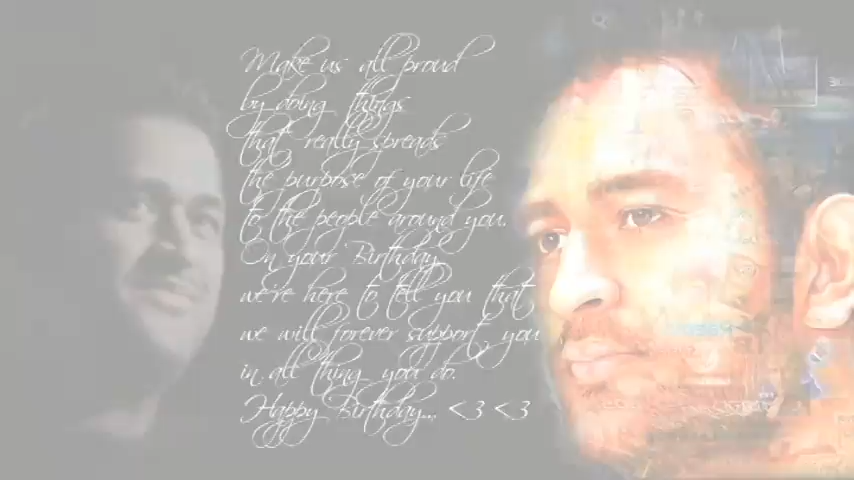 Make us all proud
by doing things
that really spreads
the purpose of your life
to the people around you.
On your Birthday,
we're here to tell you that
we will forever support you
in all thing you do.
Happy Birthday... <3 <3